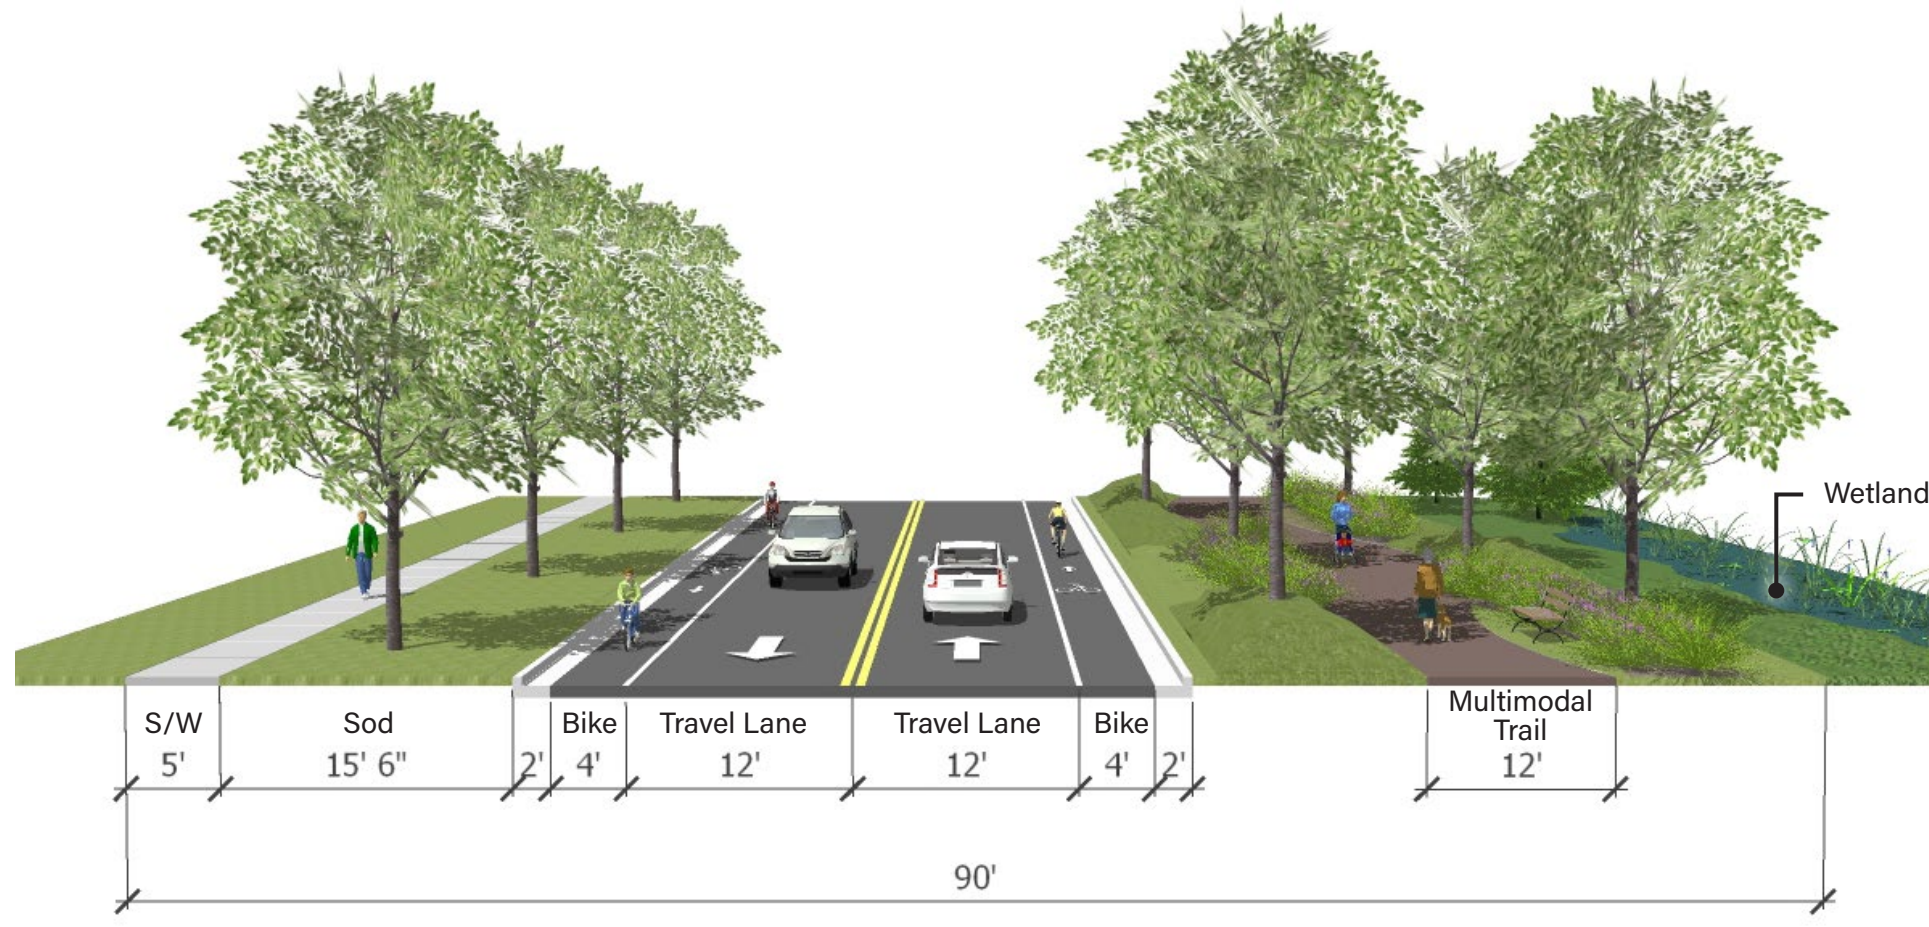 Wetland
S/W
Sod
Bike
Travel Lane
Travel Lane
Bike
Multimodal
Trail
5'
15' 6"
2'
4'
12'
12'
4'
2'
12'
90'